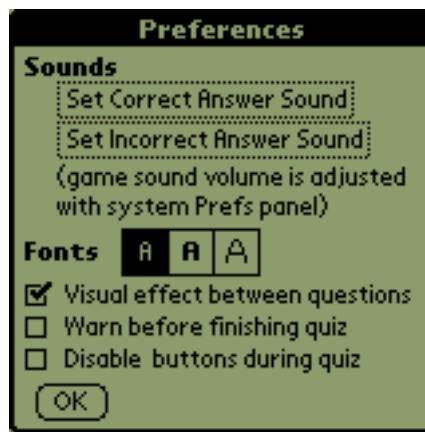 Preferences
Sounds
Set Correct Answer Sound
Set Incorrect Answer Sound
(game sound volume is adjusted
with system Prefs panel)
Fonts A A A
Visual effect between questions
Warn before finishing quiz
Disable buttons during quiz
OK